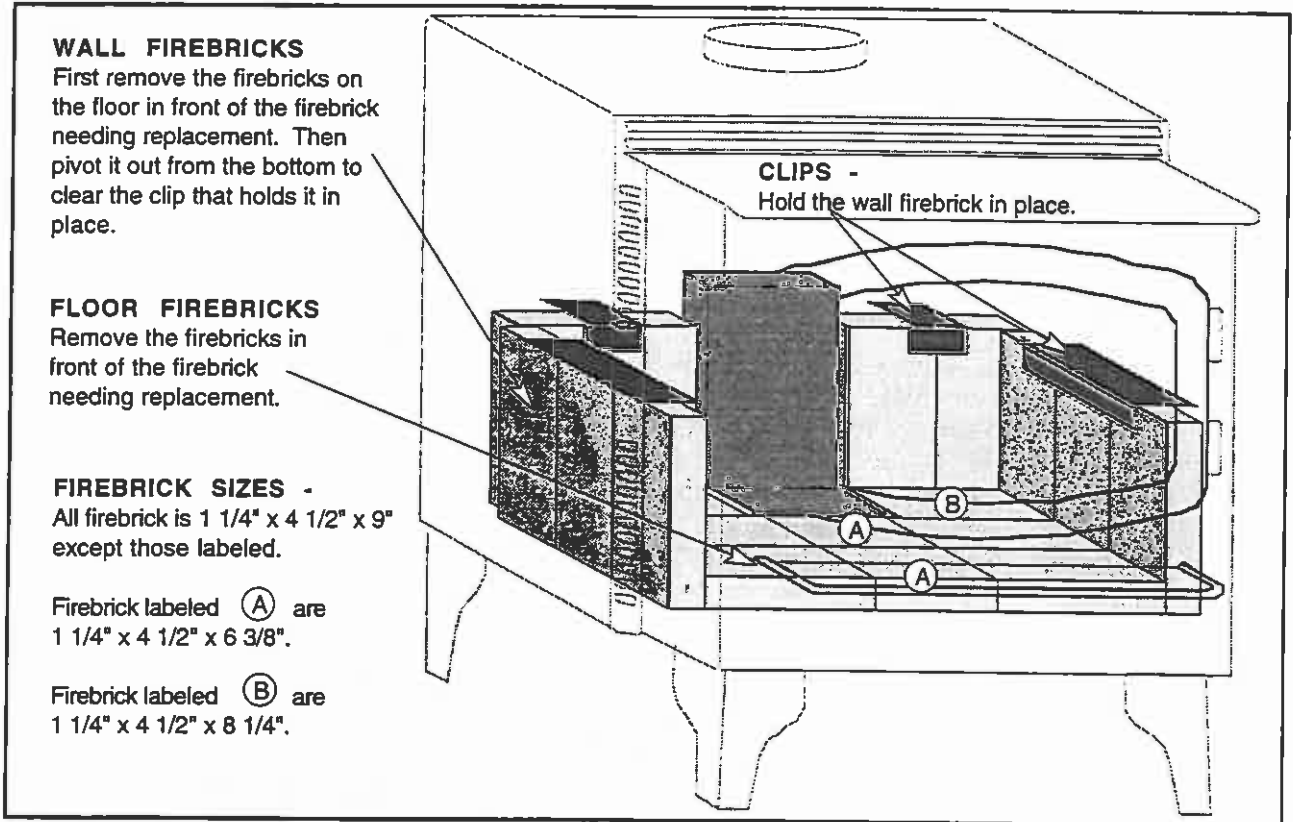 WALL FIREBRICKS
First remove the firebricks on
the floor in front of the firebrick
needing replacement. Then
pivot it out from the bottom to
clear the clip that holds it in
place.
CLIPS -
Hold the wall firebrick in place.
FLOOR FIREBRICKS
Remove the firebricks in
front of the firebrick
needing replacement.
FIREBRICK SIZES -
All firebrick is 1 1/4" x 4 1/2" x 9"
except those labeled.
Firebrick labeled A are
1 1/4" x 4 1/2" x 6 3/8".
Firebrick labeled B are
1 1/4" x 4 1/2" x 8 1/4".
B
A
A